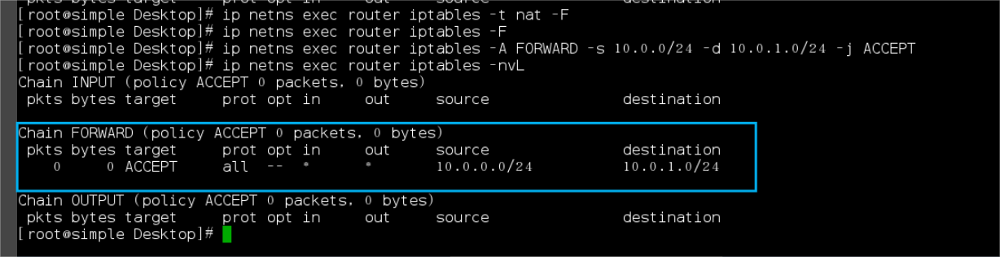 [root@simple Desktop]# ip netns exec router iptables -t nat -F
[root@simple Desktop]# ip netns exec router iptables -F
[root@simple Desktop]# ip netns exec router iptables -A FORWARD -s 10.0.0/24 -d 10.0.1.0/24 -j ACCEPT
[root@simple Desktop]# ip netns exec router iptables -nvL
Chain INPUT (policy ACCEPT 0 packets, 0 bytes)
pkts bytes target prot opt in out source destination
Chain FORWARD (policy ACCEPT 0 packets, 0 bytes)
pkts bytes target prot opt in out source destination
0 0 ACCEPT all -- * * 10.0.0.0/24 10.0.1.0/24
Chain OUTPUT (policy ACCEPT 0 packets, 0 bytes)
pkts bytes target prot opt in out source destination
[root@simple Desktop]#